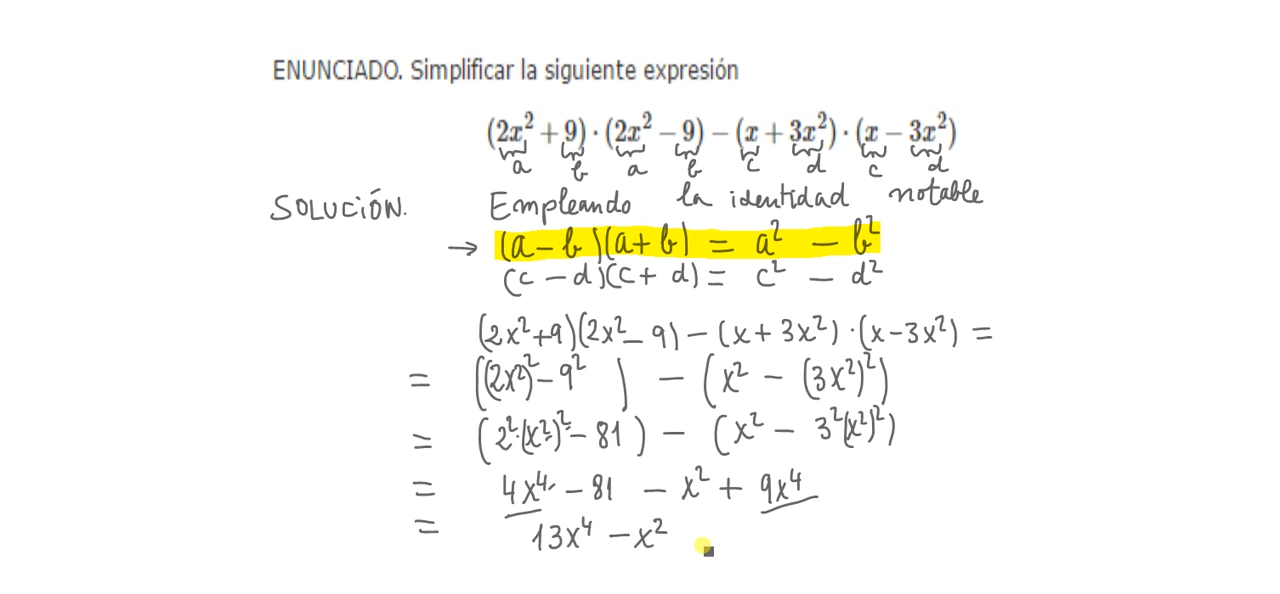 ENUNCIADO. Simplificar la siguiente expresión
(2x² + 9) · (2x² − 9) − (x + 3x²) · (x − 3x²)
a b a b c d c d
SOLUCIÓN. Empleando la identidad notable
→ (a − b)(a + b) = a² − b²
(c − d)(c + d) = c² − d²
(2x²+9)(2x²−9) − (x + 3x²)·(x−3x²) =
= ((2x²)²−9²) − (x² − (3x²)²)
= (2²·(x²)²− 81) − (x² − 3²(x²)²)
= 4x⁴ − 81 − x² + 9x⁴
= 13x⁴ − x²